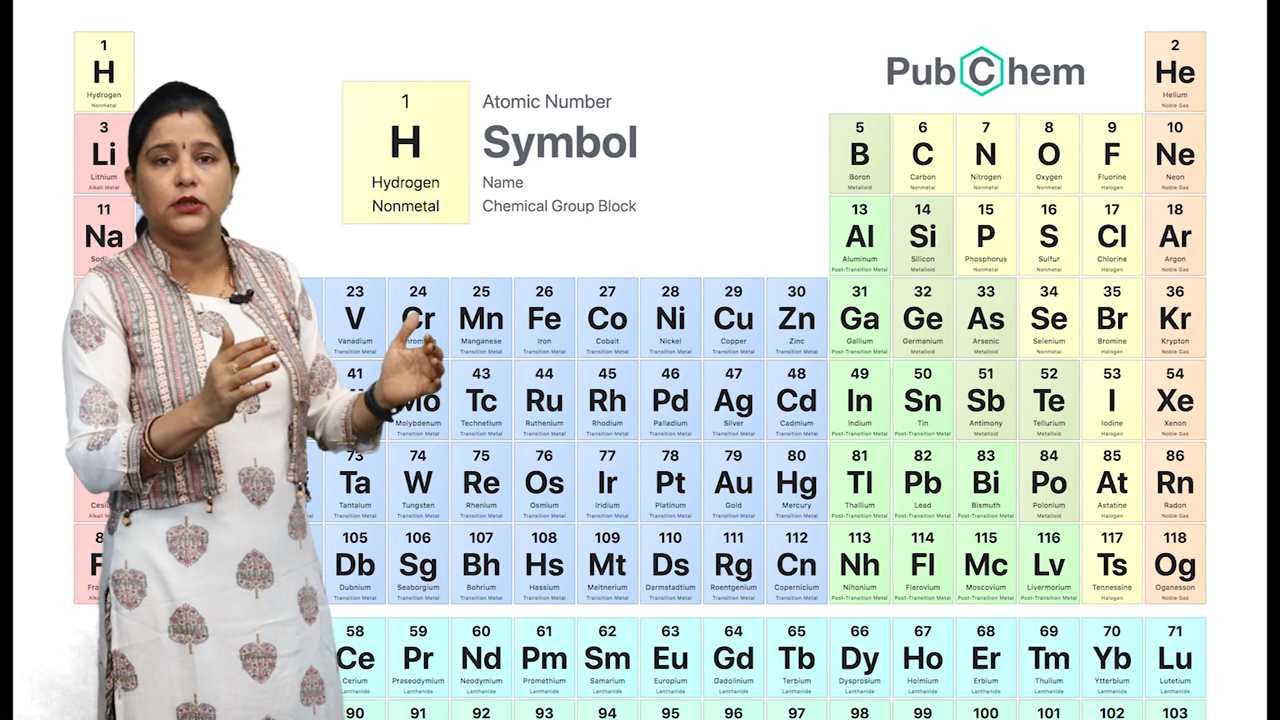 1
H
Hydrogen
Nonmetal
1
H
Hydrogen
Nonmetal
Atomic Number
Symbol
Name
Chemical Group Block
PubChem
2
He
Helium
Noble Gas
3
Li
Lithium
Alkali Metal
5 6 7 8 9 10
B C N O F Ne
Boron Carbon Nitrogen Oxygen Fluorine Neon
Metalloid Nonmetal Nonmetal Nonmetal Halogen Noble Gas
11
Na
13 14 15 16 17 18
Al Si P S Cl Ar
Aluminum Silicon Phosphorus Sulfur Chlorine Argon
Post-Transition Metal Metalloid Nonmetal Nonmetal Halogen Noble Gas
23 24 25 26 27 28 29 30 31 32 33 34 35 36
V Cr Mn Fe Co Ni Cu Zn Ga Ge As Se Br Kr
Vanadium Manganese Iron Cobalt Nickel Copper Zinc Gallium Germanium Arsenic Selenium Bromine Krypton
Transition Metal Transition Metal Transition Metal Transition Metal Transition Metal Transition Metal Transition Metal Transition Metal Post-Transition Metal Metalloid Metalloid Nonmetal Halogen Noble Gas
41 43 44 45 46 47 48 49 50 51 52 53 54
Mo Tc Ru Rh Pd Ag Cd In Sn Sb Te I Xe
Molybdenum Technetium Ruthenium Rhodium Palladium Silver Cadmium Indium Tin Antimony Tellurium Iodine Xenon
Transition Metal Transition Metal Transition Metal Transition Metal Transition Metal Transition Metal Transition Metal Post-Transition Metal Post-Transition Metal Metalloid Metalloid Halogen Noble Gas
73 74 75 76 77 78 79 80 81 82 83 84 85 86
Ta W Re Os Ir Pt Au Hg Tl Pb Bi Po At Rn
Tantalum Tungsten Rhenium Osmium Iridium Platinum Gold Mercury Thallium Lead Bismuth Polonium Astatine Radon
Transition Metal Transition Metal Transition Metal Transition Metal Transition Metal Transition Metal Transition Metal Transition Metal Post-Transition Metal Post-Transition Metal Post-Transition Metal Metalloid Halogen Noble Gas
105 106 107 108 109 110 111 112 113 114 115 116 117 118
Db Sg Bh Hs Mt Ds Rg Cn Nh Fl Mc Lv Ts Og
Dubnium Seaborgium Bohrium Hassium Meitnerium Darmstadtium Roentgenium Copernicium Nihonium Flerovium Moscovium Livermorium Tennessine Oganesson
Transition Metal Transition Metal Transition Metal Transition Metal Transition Metal Transition Metal Transition Metal Transition Metal Post-Transition Metal Post-Transition Metal Post-Transition Metal Post-Transition Metal Halogen Noble Gas
58 59 60 61 62 63 64 65 66 67 68 69 70 71
Ce Pr Nd Pm Sm Eu Gd Tb Dy Ho Er Tm Yb Lu
Cerium Praseodymium Neodymium Promethium Samarium Europium Gadolinium Terbium Dysprosium Holmium Erbium Thulium Ytterbium Lutetium
Lanthanide Lanthanide Lanthanide Lanthanide Lanthanide Lanthanide Lanthanide Lanthanide Lanthanide Lanthanide Lanthanide Lanthanide Lanthanide Lanthanide
90 91 92 93 94 95 96 97 98 99 100 101 102 103